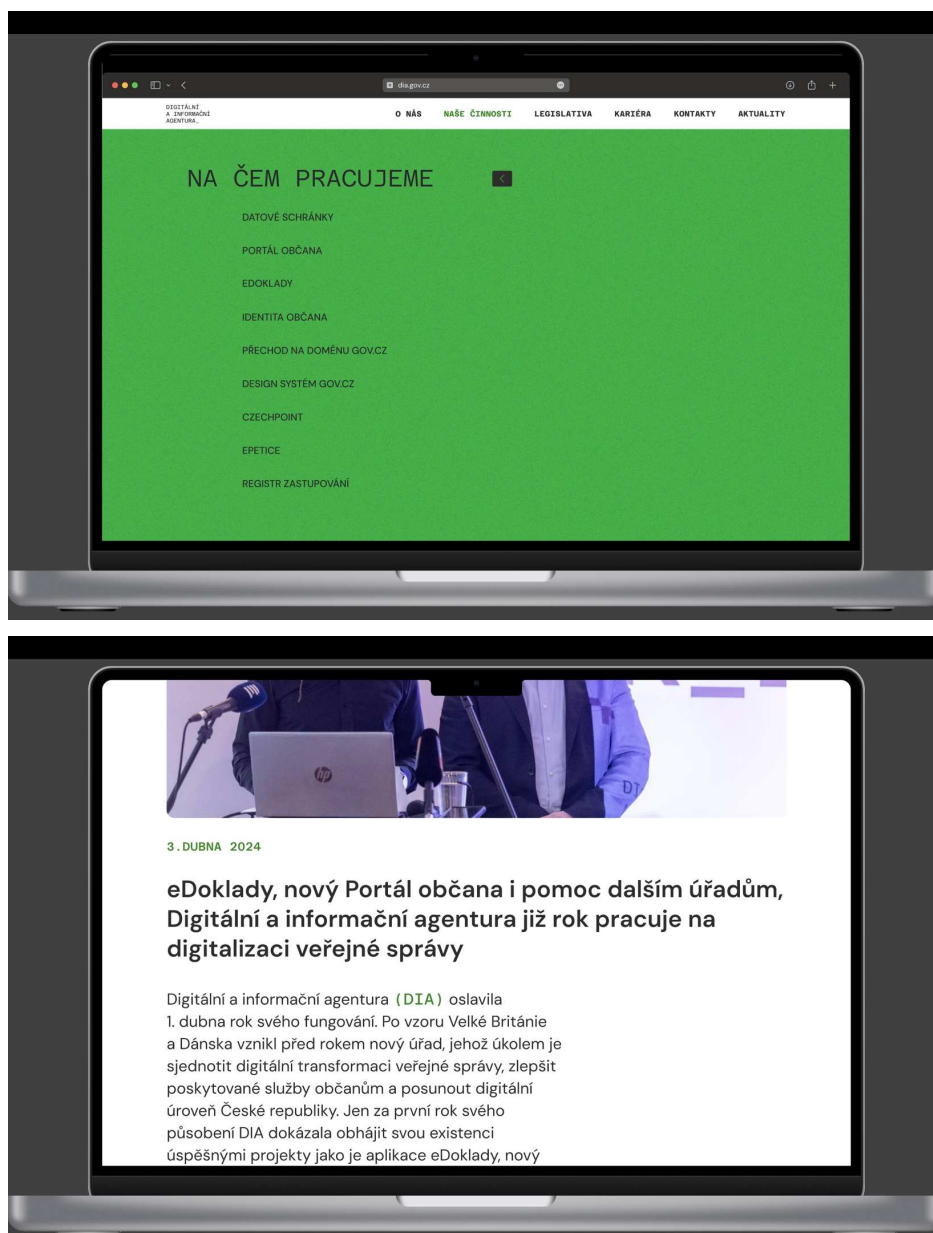 dia.gov.cz
DIGITÁLNÍ
A INFORMAČNÍ
AGENTURA_
O NÁS NAŠE ČINNOSTI LEGISLATIVA KARIÉRA KONTAKTY AKTUALITY
NA ČEM PRACUJEME
DATOVÉ SCHRÁNKY
PORTÁL OBČANA
EDOKLADY
IDENTITA OBČANA
PŘECHOD NA DOMÉNU GOV.CZ
DESIGN SYSTÉM GOV.CZ
CZECHPOINT
EPETICE
REGISTR ZASTUPOVÁNÍ
hp
3.DUBNA 2024
eDoklady, nový Portál občana i pomoc dalším úřadům,
Digitální a informační agentura již rok pracuje na
digitalizaci veřejné správy
Digitální a informační agentura (DIA) oslavila
1. dubna rok svého fungování. Po vzoru Velké Británie
a Dánska vznikl před rokem nový úřad, jehož úkolem je
sjednotit digitální transformaci veřejné správy, zlepšit
poskytované služby občanům a posunout digitální
úroveň České republiky. Jen za první rok svého
působení DIA dokázala obhájit svou existenci
úspěšnými projekty jako je aplikace eDoklady, nový